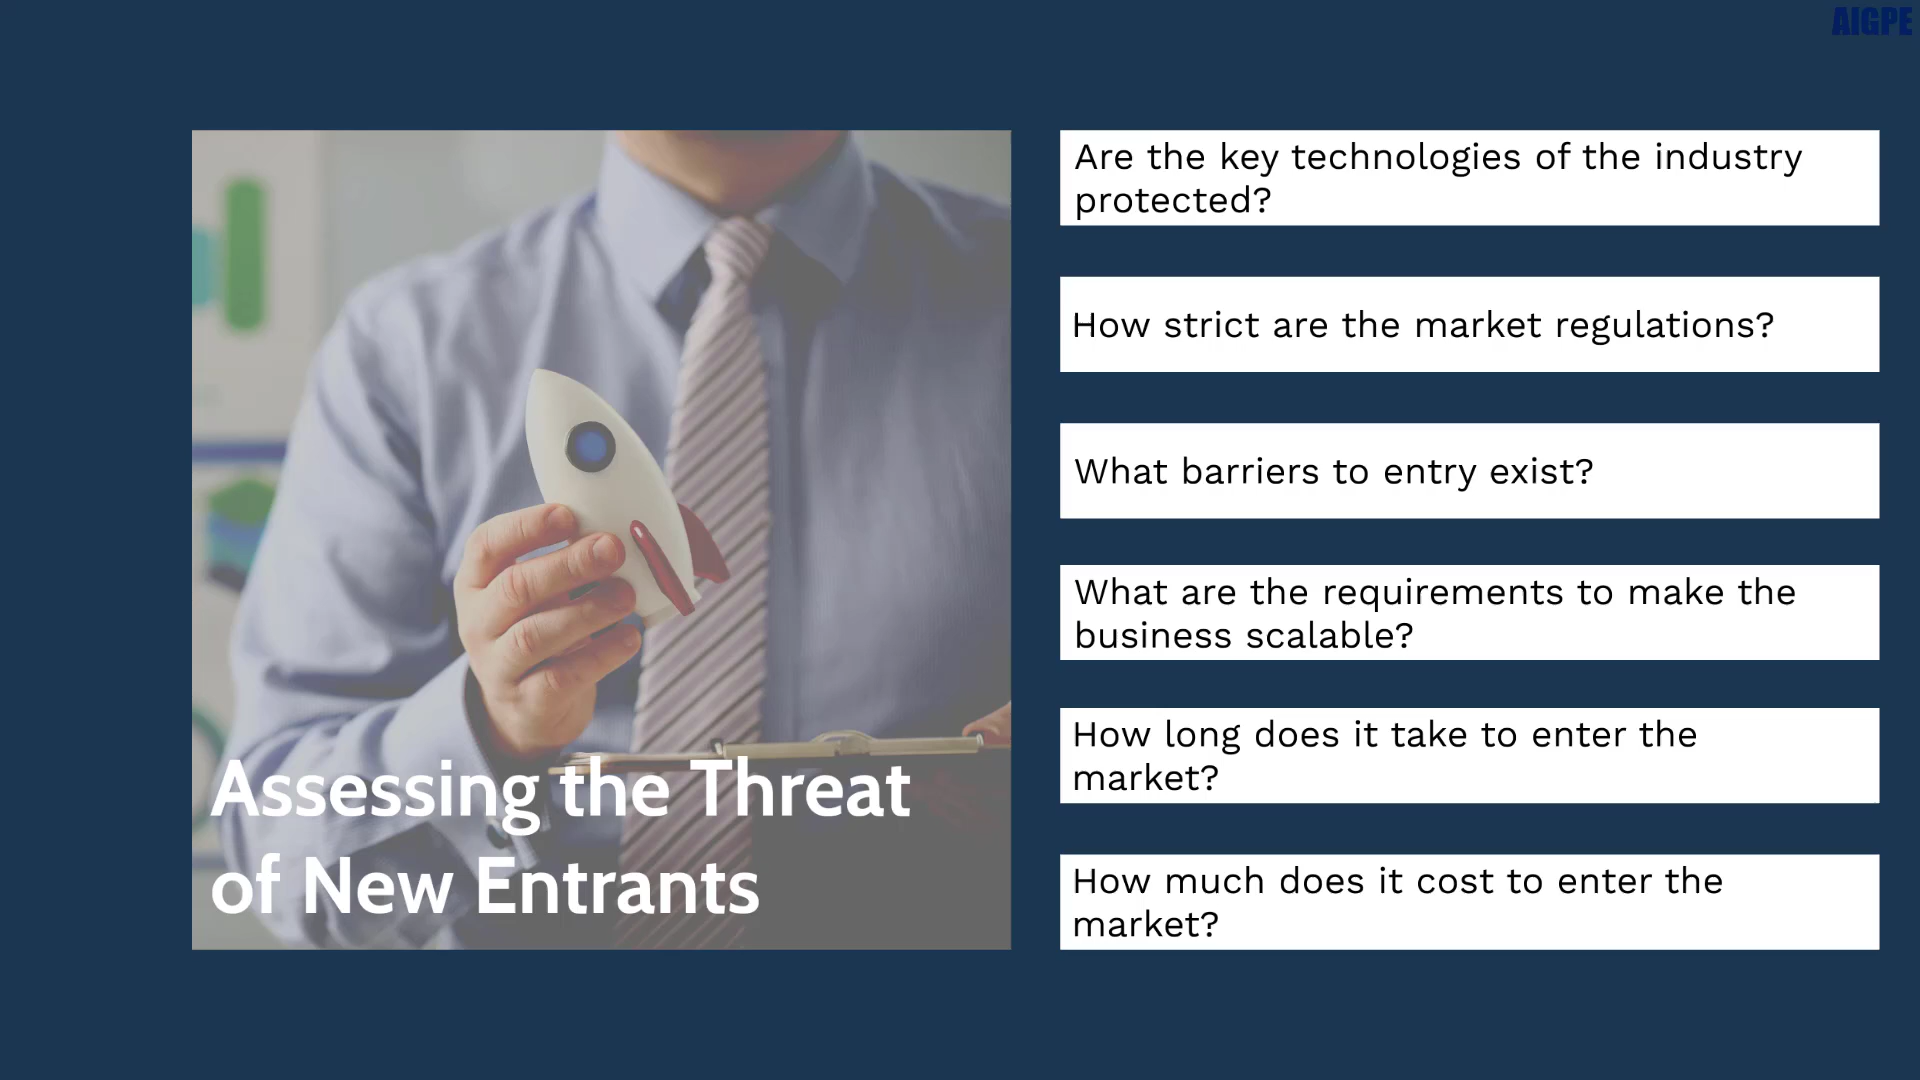 AIGPE
Are the key technologies of the industry
protected?
How strict are the market regulations?
What barriers to entry exist?
What are the requirements to make the
business scalable?
How long does it take to enter the
market?
How much does it cost to enter the
market?
Assessing the Threat
of New Entrants